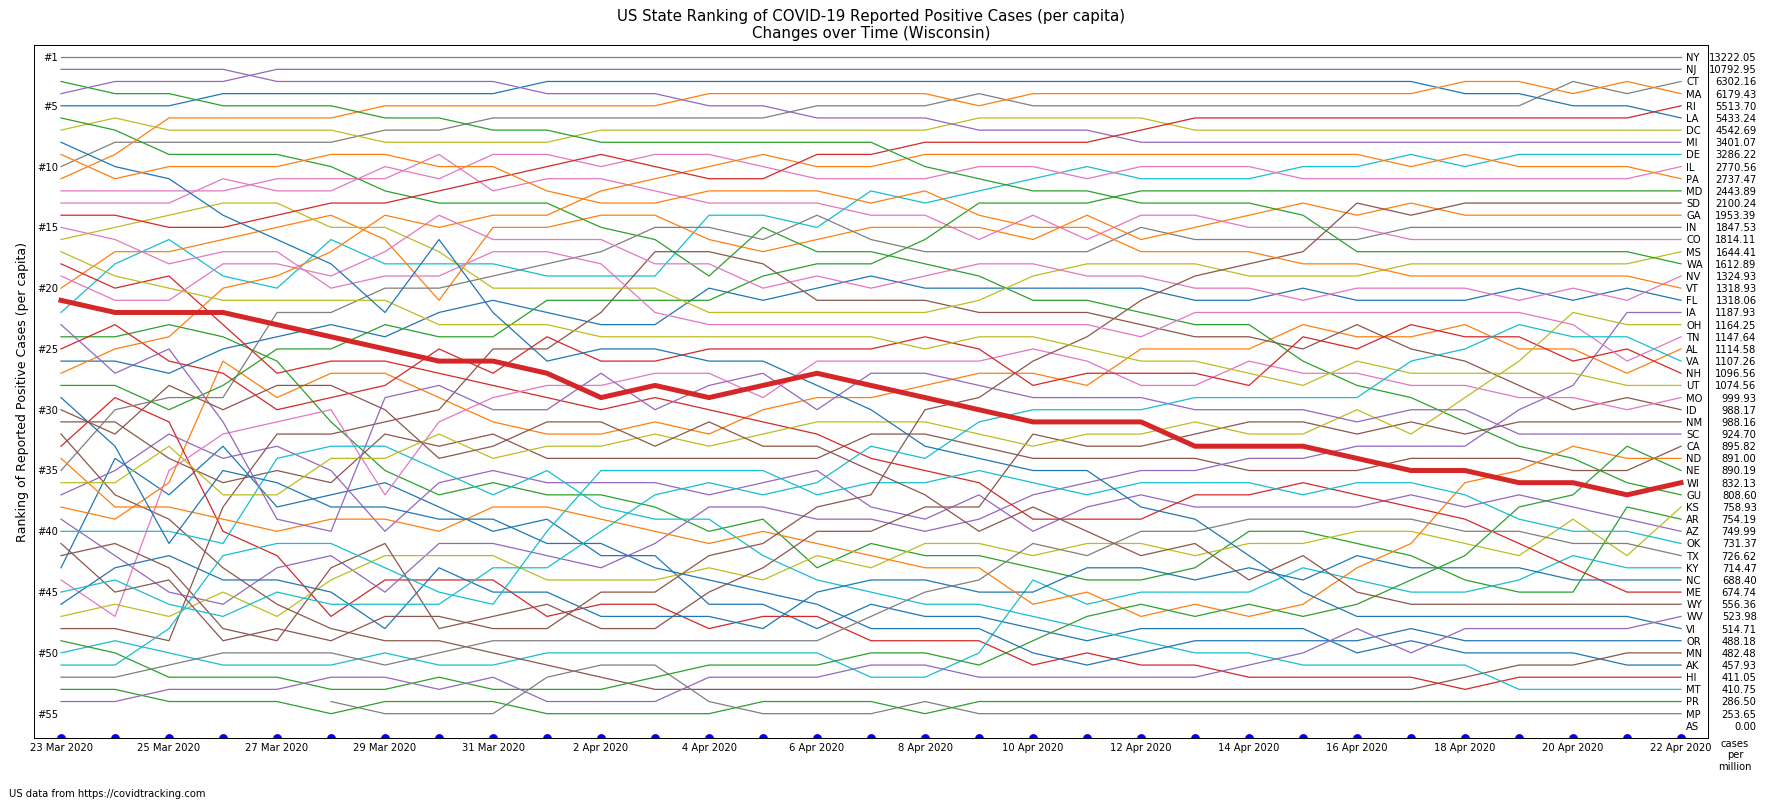 US State Ranking of COVID-19 Reported Positive Cases (per capita)
Changes over Time (Wisconsin)
Ranking of Reported Positive Cases (per capita)
#1
#5
#10
#15
#20
#25
#30
#35
#40
#45
#50
#55
NY 13222.05
NJ 10792.95
CT 6302.16
MA 6179.43
RI 5513.70
LA 5433.24
DC 4542.69
MI 3401.07
DE 3286.22
IL 2770.56
PA 2737.47
MD 2443.89
SD 2100.24
GA 1953.39
IN 1847.53
CO 1814.11
MS 1644.41
WA 1612.89
NV 1324.93
VT 1318.93
FL 1318.06
IA 1187.93
OH 1164.25
TN 1147.64
AL 1114.58
VA 1107.26
NH 1096.56
UT 1074.56
MO 999.93
ID 988.17
NM 988.16
SC 924.70
CA 895.82
ND 891.00
NE 890.19
WI 832.13
GU 808.60
KS 758.93
AR 754.19
AZ 749.99
OK 731.37
TX 726.62
KY 714.47
NC 688.40
ME 674.74
WY 556.36
WV 523.98
VI 514.71
OR 488.18
MN 482.48
AK 457.93
HI 411.05
MT 410.75
PR 286.50
MP 253.65
AS 0.00
23 Mar 2020 25 Mar 2020 27 Mar 2020 29 Mar 2020 31 Mar 2020 2 Apr 2020 4 Apr 2020 6 Apr 2020 8 Apr 2020 10 Apr 2020 12 Apr 2020 14 Apr 2020 16 Apr 2020 18 Apr 2020 20 Apr 2020 22 Apr 2020
cases
per
million
US data from https://covidtracking.com